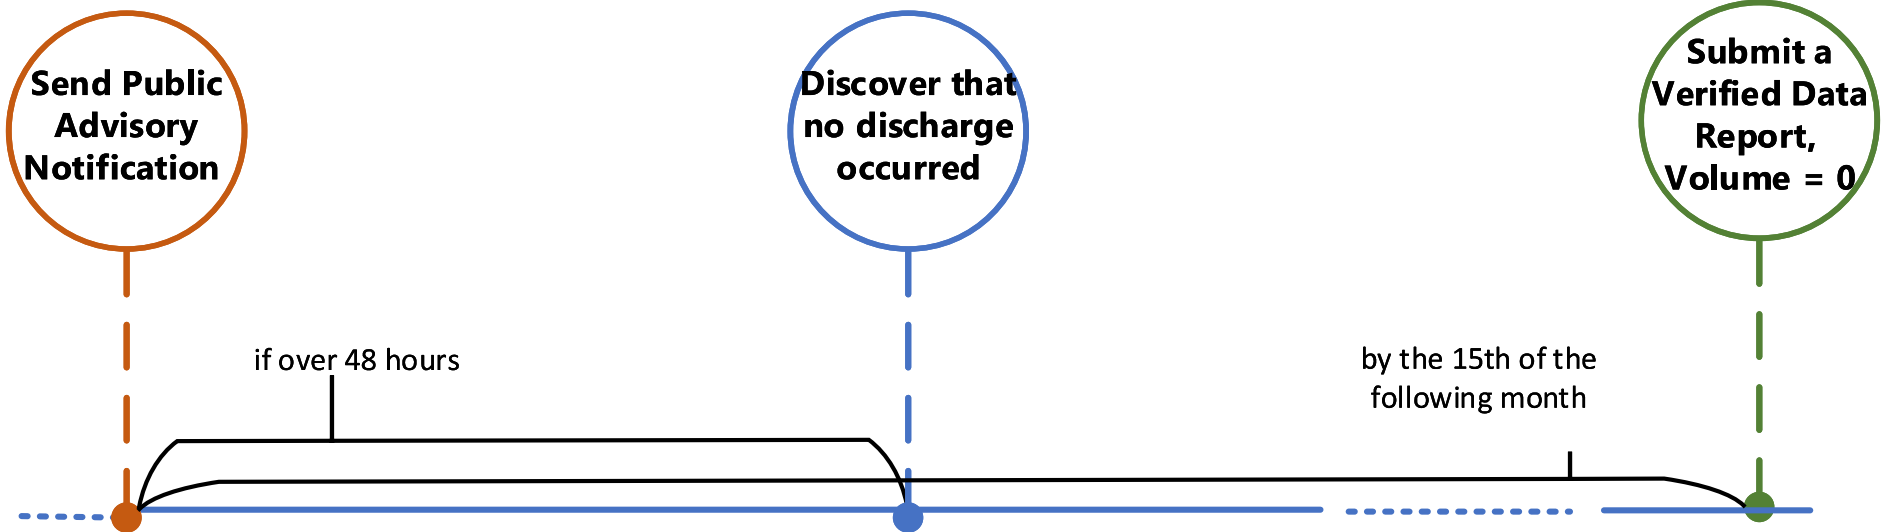 Send Public
Advisory
Notification
Discover that
no discharge
occurred
Submit a
Verified Data
Report,
Volume = 0
if over 48 hours
by the 15th of the
following month